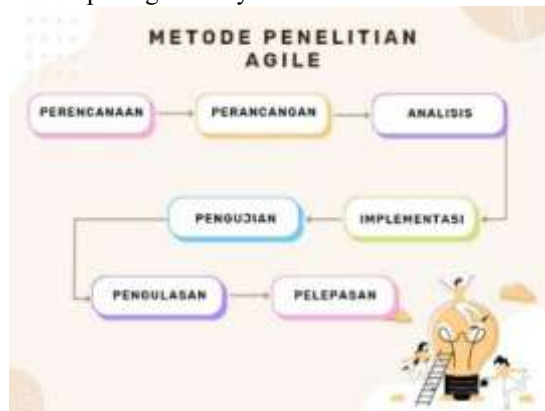 METODE PENELITIAN
AGILE
PERENCANAAN
PERANCANGAN
ANALISIS
IMPLEMENTASI
PENGUJIAN
PENGULASAN
PELEPASAN